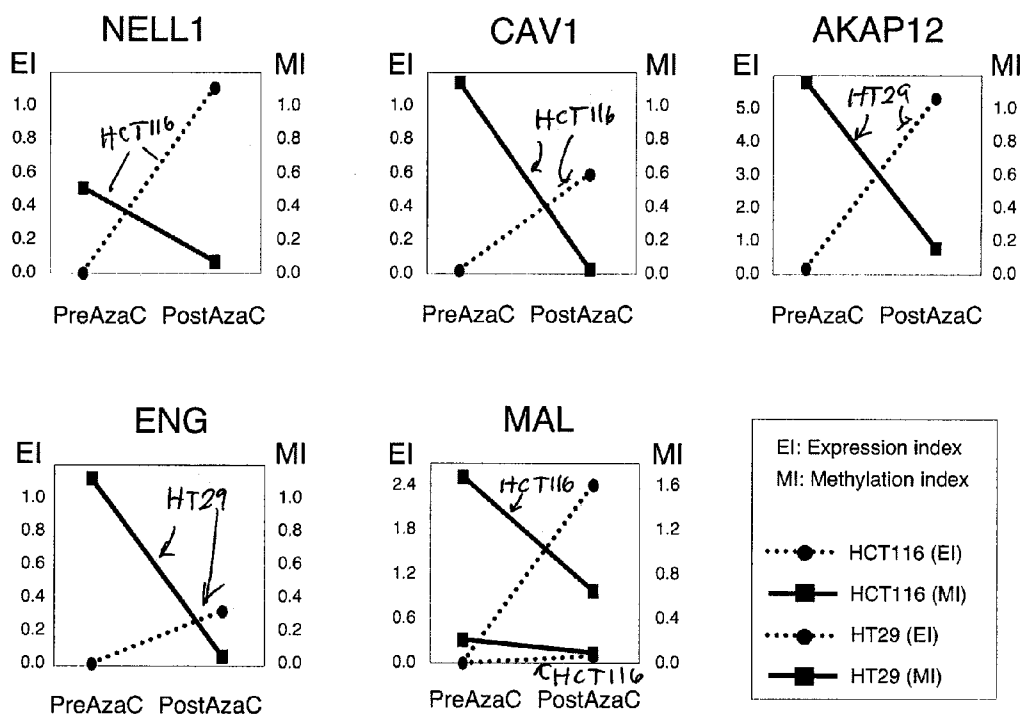 NELL1
EI
MI
1.0
0.8
0.6
0.4
0.2
0.0
1.0
0.8
0.6
0.4
0.2
0.0
HCT116
PreAzaC PostAzaC
CAV1
EI
MI
1.0
0.8
0.6
0.4
0.2
0.0
1.0
0.8
0.6
0.4
0.2
0.0
HCT116
PreAzaC PostAzaC
AKAP12
EI
MI
5.0
4.0
3.0
2.0
1.0
0.0
1.0
0.8
0.6
0.4
0.2
0.0
HT29
PreAzaC PostAzaC
ENG
EI
MI
1.0
0.8
0.6
0.4
0.2
0.0
1.0
0.8
0.6
0.4
0.2
0.0
HT29
PreAzaC PostAzaC
MAL
EI
MI
2.4
1.8
1.2
0.6
0.0
1.6
1.4
1.2
1.0
0.8
0.6
0.4
0.2
0.0
HCT116
HCT116
PreAzaC PostAzaC
EI: Expression index
MI: Methylation index
HCT116 (EI)
HCT116 (MI)
HT29 (EI)
HT29 (MI)